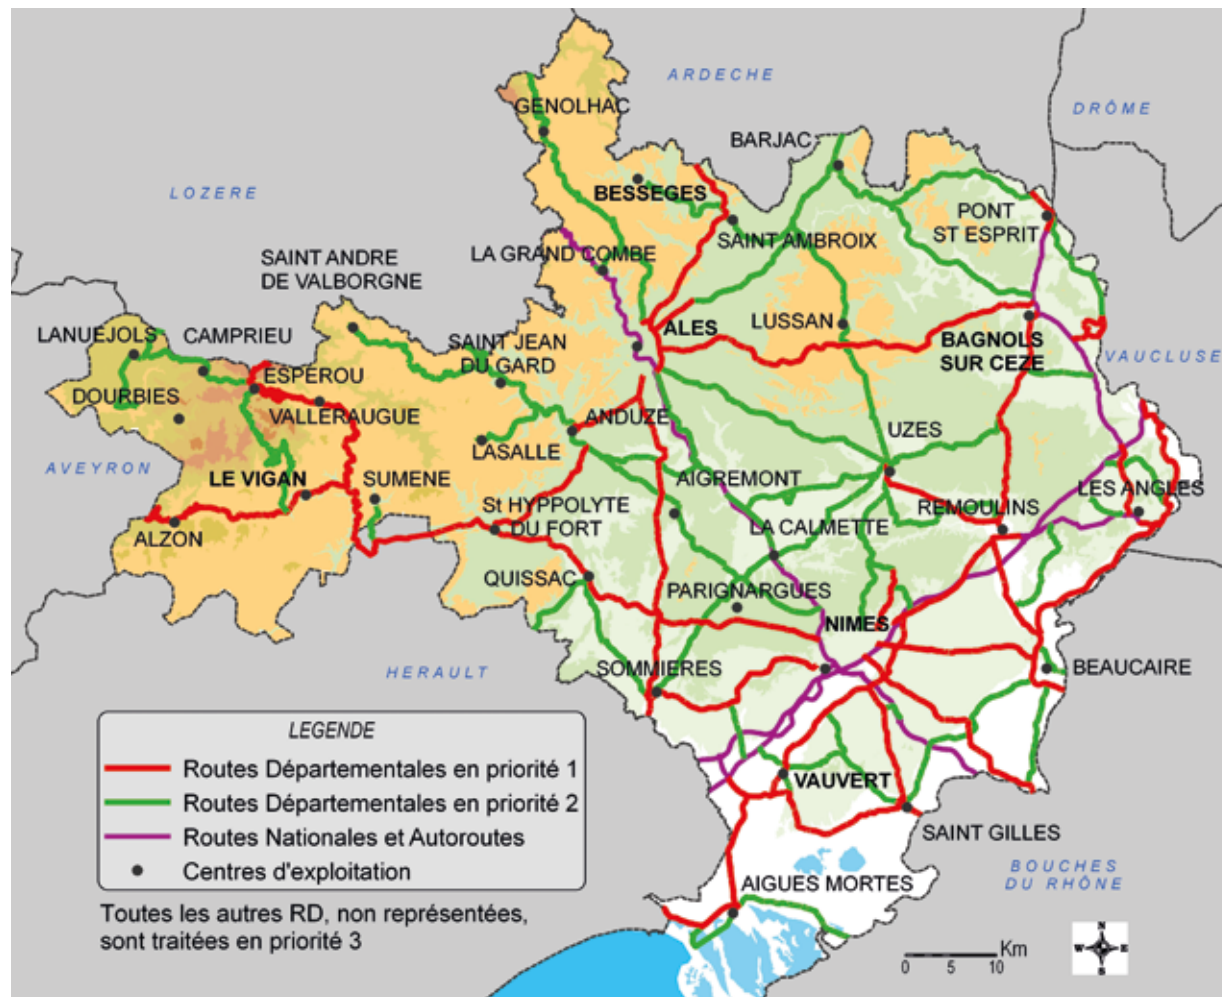 ARDECHE
DRÔME
GENOLHAC
BARJAC
LOZERE
BESSEGES
PONT
ST ESPRIT
SAINT AMBROIX
LA GRAND COMBE
SAINT ANDRE
DE VALBORGNE
LANUEJOLS
CAMPRIEU
SAINT JEAN
DU GARD
ALES
LUSSAN
BAGNOLS
SUR CEZE
VAUCLUSE
ESPEROU
DOURBIES
VALLERAUGUE
ANDUZE
UZES
LASALLE
AVEYRON
LE VIGAN
SUMENE
AIGREMONT
LES ANGLES
St HYPPOLYTE
DU FORT
REMOULINS
LA CALMETTE
ALZON
QUISSAC
PARIGNARGUES
NIMES
HERAULT
SOMMIERES
BEAUCAIRE
LEGENDE
Routes Départementales en priorité 1
Routes Départementales en priorité 2
Routes Nationales et Autoroutes
Centres d'exploitation
VAUVERT
SAINT GILLES
BOUCHES
DU RHÔNE
AIGUES MORTES
Toutes les autres RD, non représentées,
sont traitées en priorité 3
Km
0 5 10
N
W E
S